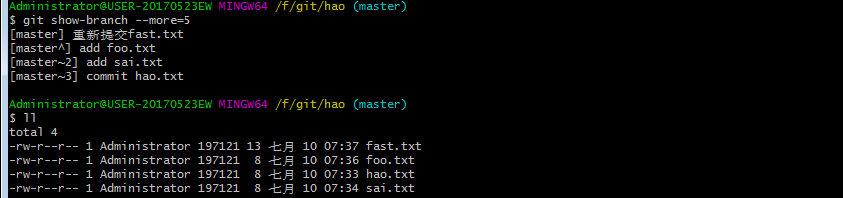 Administrator@USER-20170523EW MINGW64 /f/git/hao (master)
$ git show-branch --more=5
[master] 重新提交fast.txt
[master^] add foo.txt
[master~2] add sai.txt
[master~3] commit hao.txt
Administrator@USER-20170523EW MINGW64 /f/git/hao (master)
$ ll
total 4
-rw-r--r-- 1 Administrator 197121 13 七月 10 07:37 fast.txt
-rw-r--r-- 1 Administrator 197121  8 七月 10 07:36 foo.txt
-rw-r--r-- 1 Administrator 197121  8 七月 10 07:33 hao.txt
-rw-r--r-- 1 Administrator 197121  8 七月 10 07:34 sai.txt